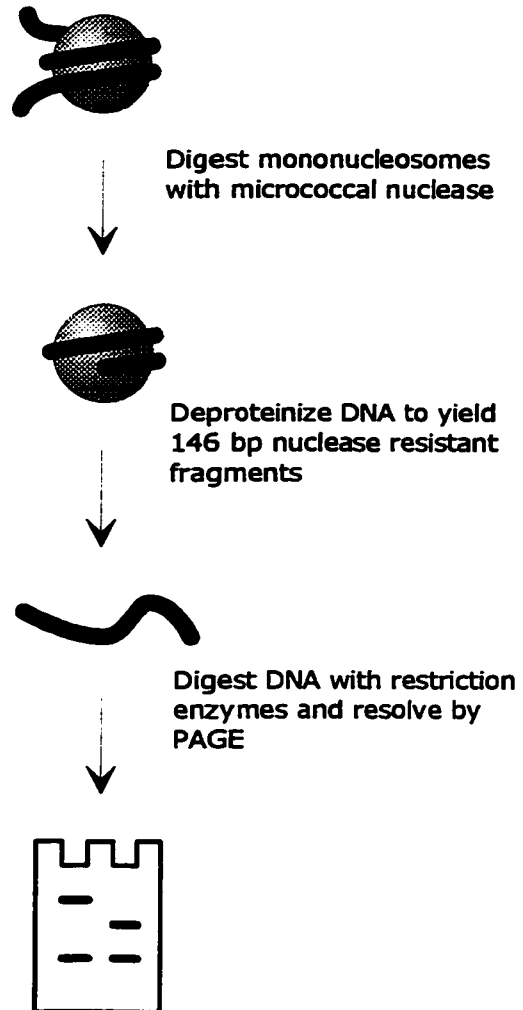 Digest mononucleosomes
with micrococcal nuclease
Deproteinize DNA to yield
146 bp nuclease resistant
fragments
Digest DNA with restriction
enzymes and resolve by
PAGE